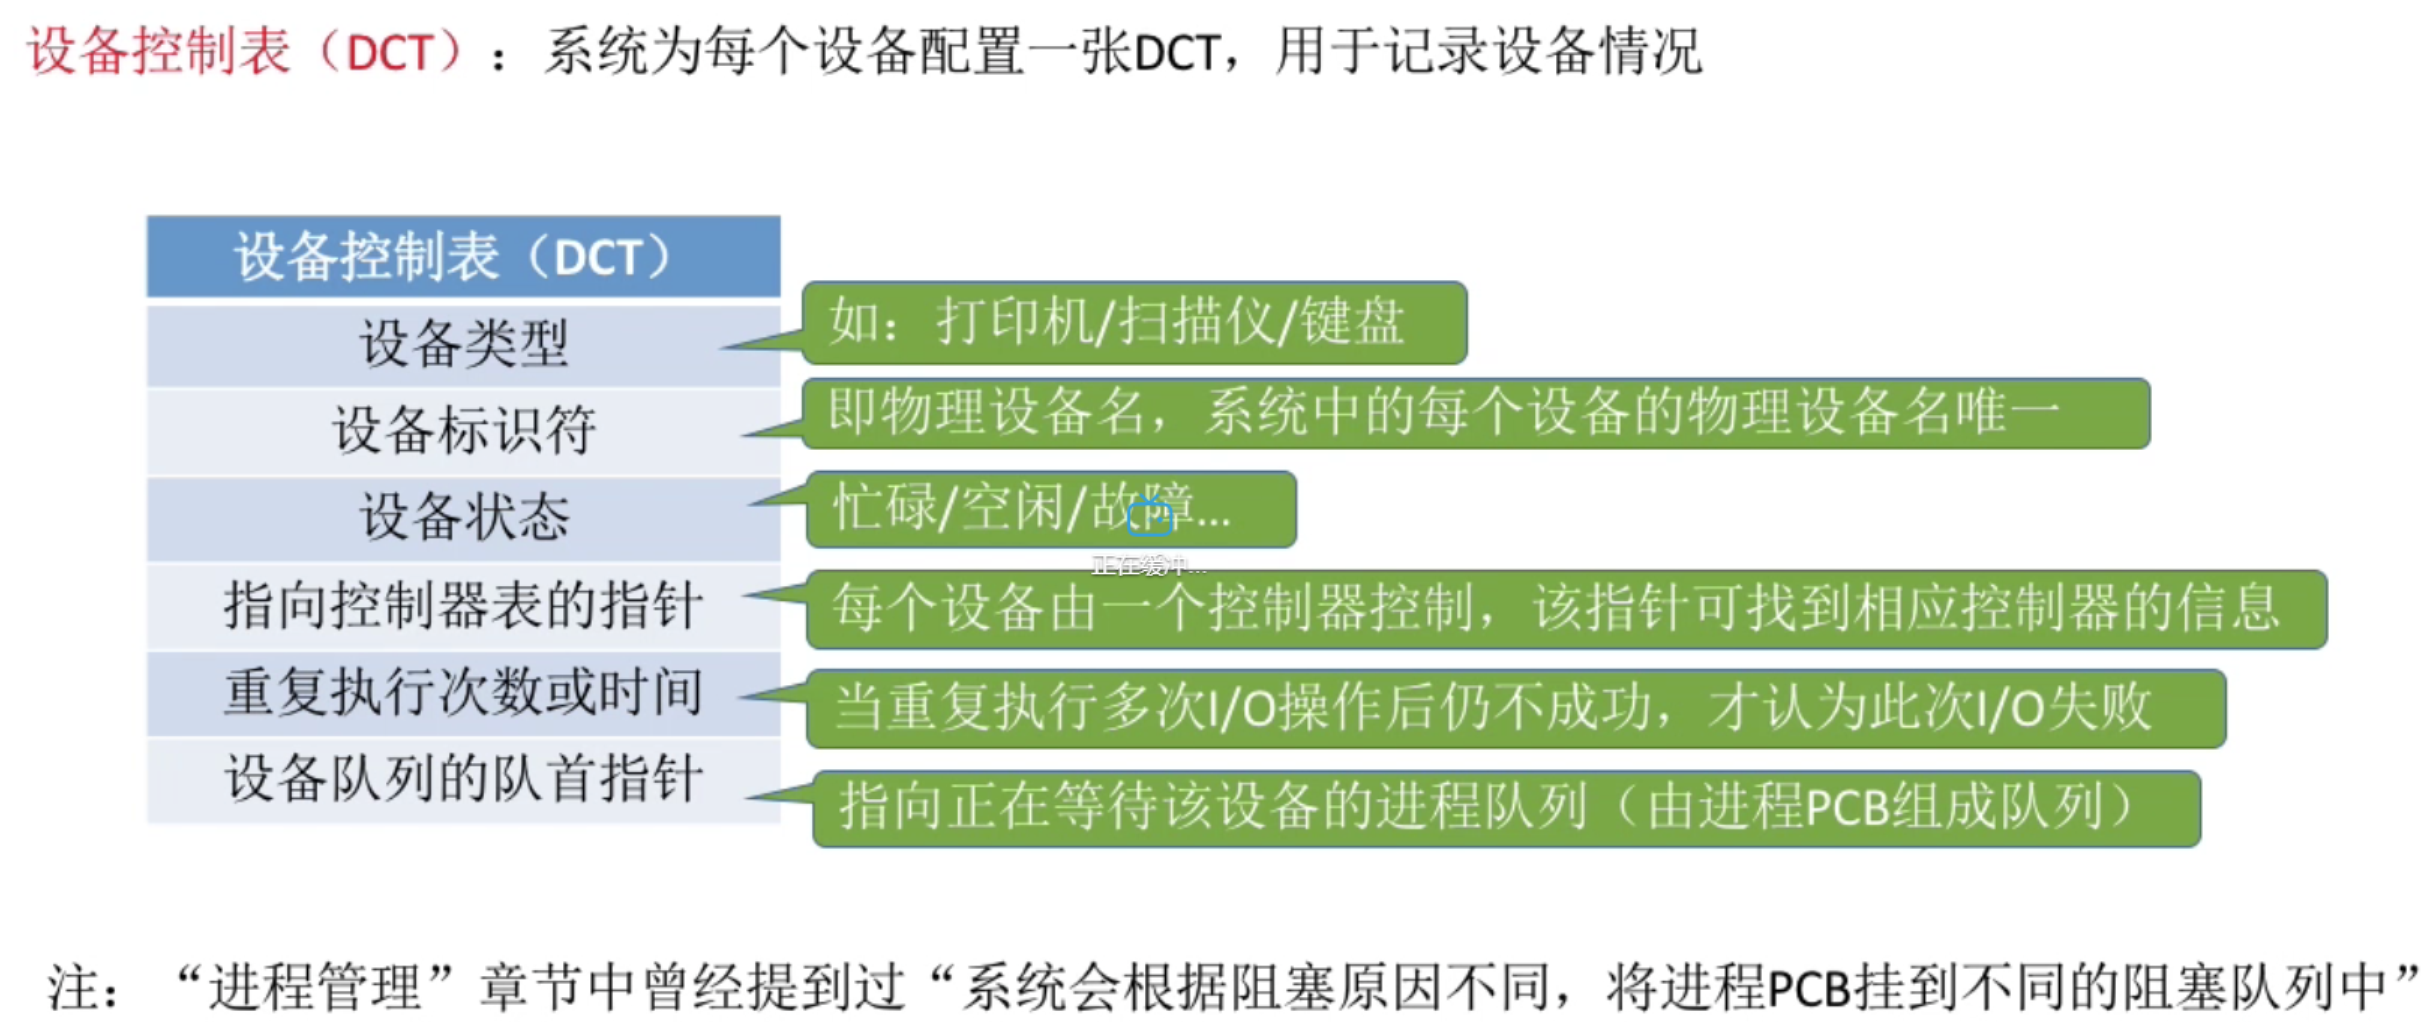 设备控制表（DCT）：系统为每个设备配置一张DCT，用于记录设备情况
设备控制表（DCT）
设备类型
如：打印机/扫描仪/键盘
设备标识符
即物理设备名，系统中的每个设备的物理设备名唯一
设备状态
忙碌/空闲/故障...
正在缓冲...
指向控制器表的指针
每个设备由一个控制器控制，该指针可找到相应控制器的信息
重复执行次数或时间
当重复执行多次I/O操作后仍不成功，才认为此次I/O失败
设备队列的队首指针
指向正在等待该设备的进程队列（由进程PCB组成队列）
注：“进程管理”章节中曾经提到过“系统会根据阻塞原因不同，将进程PCB挂到不同的阻塞队列中”